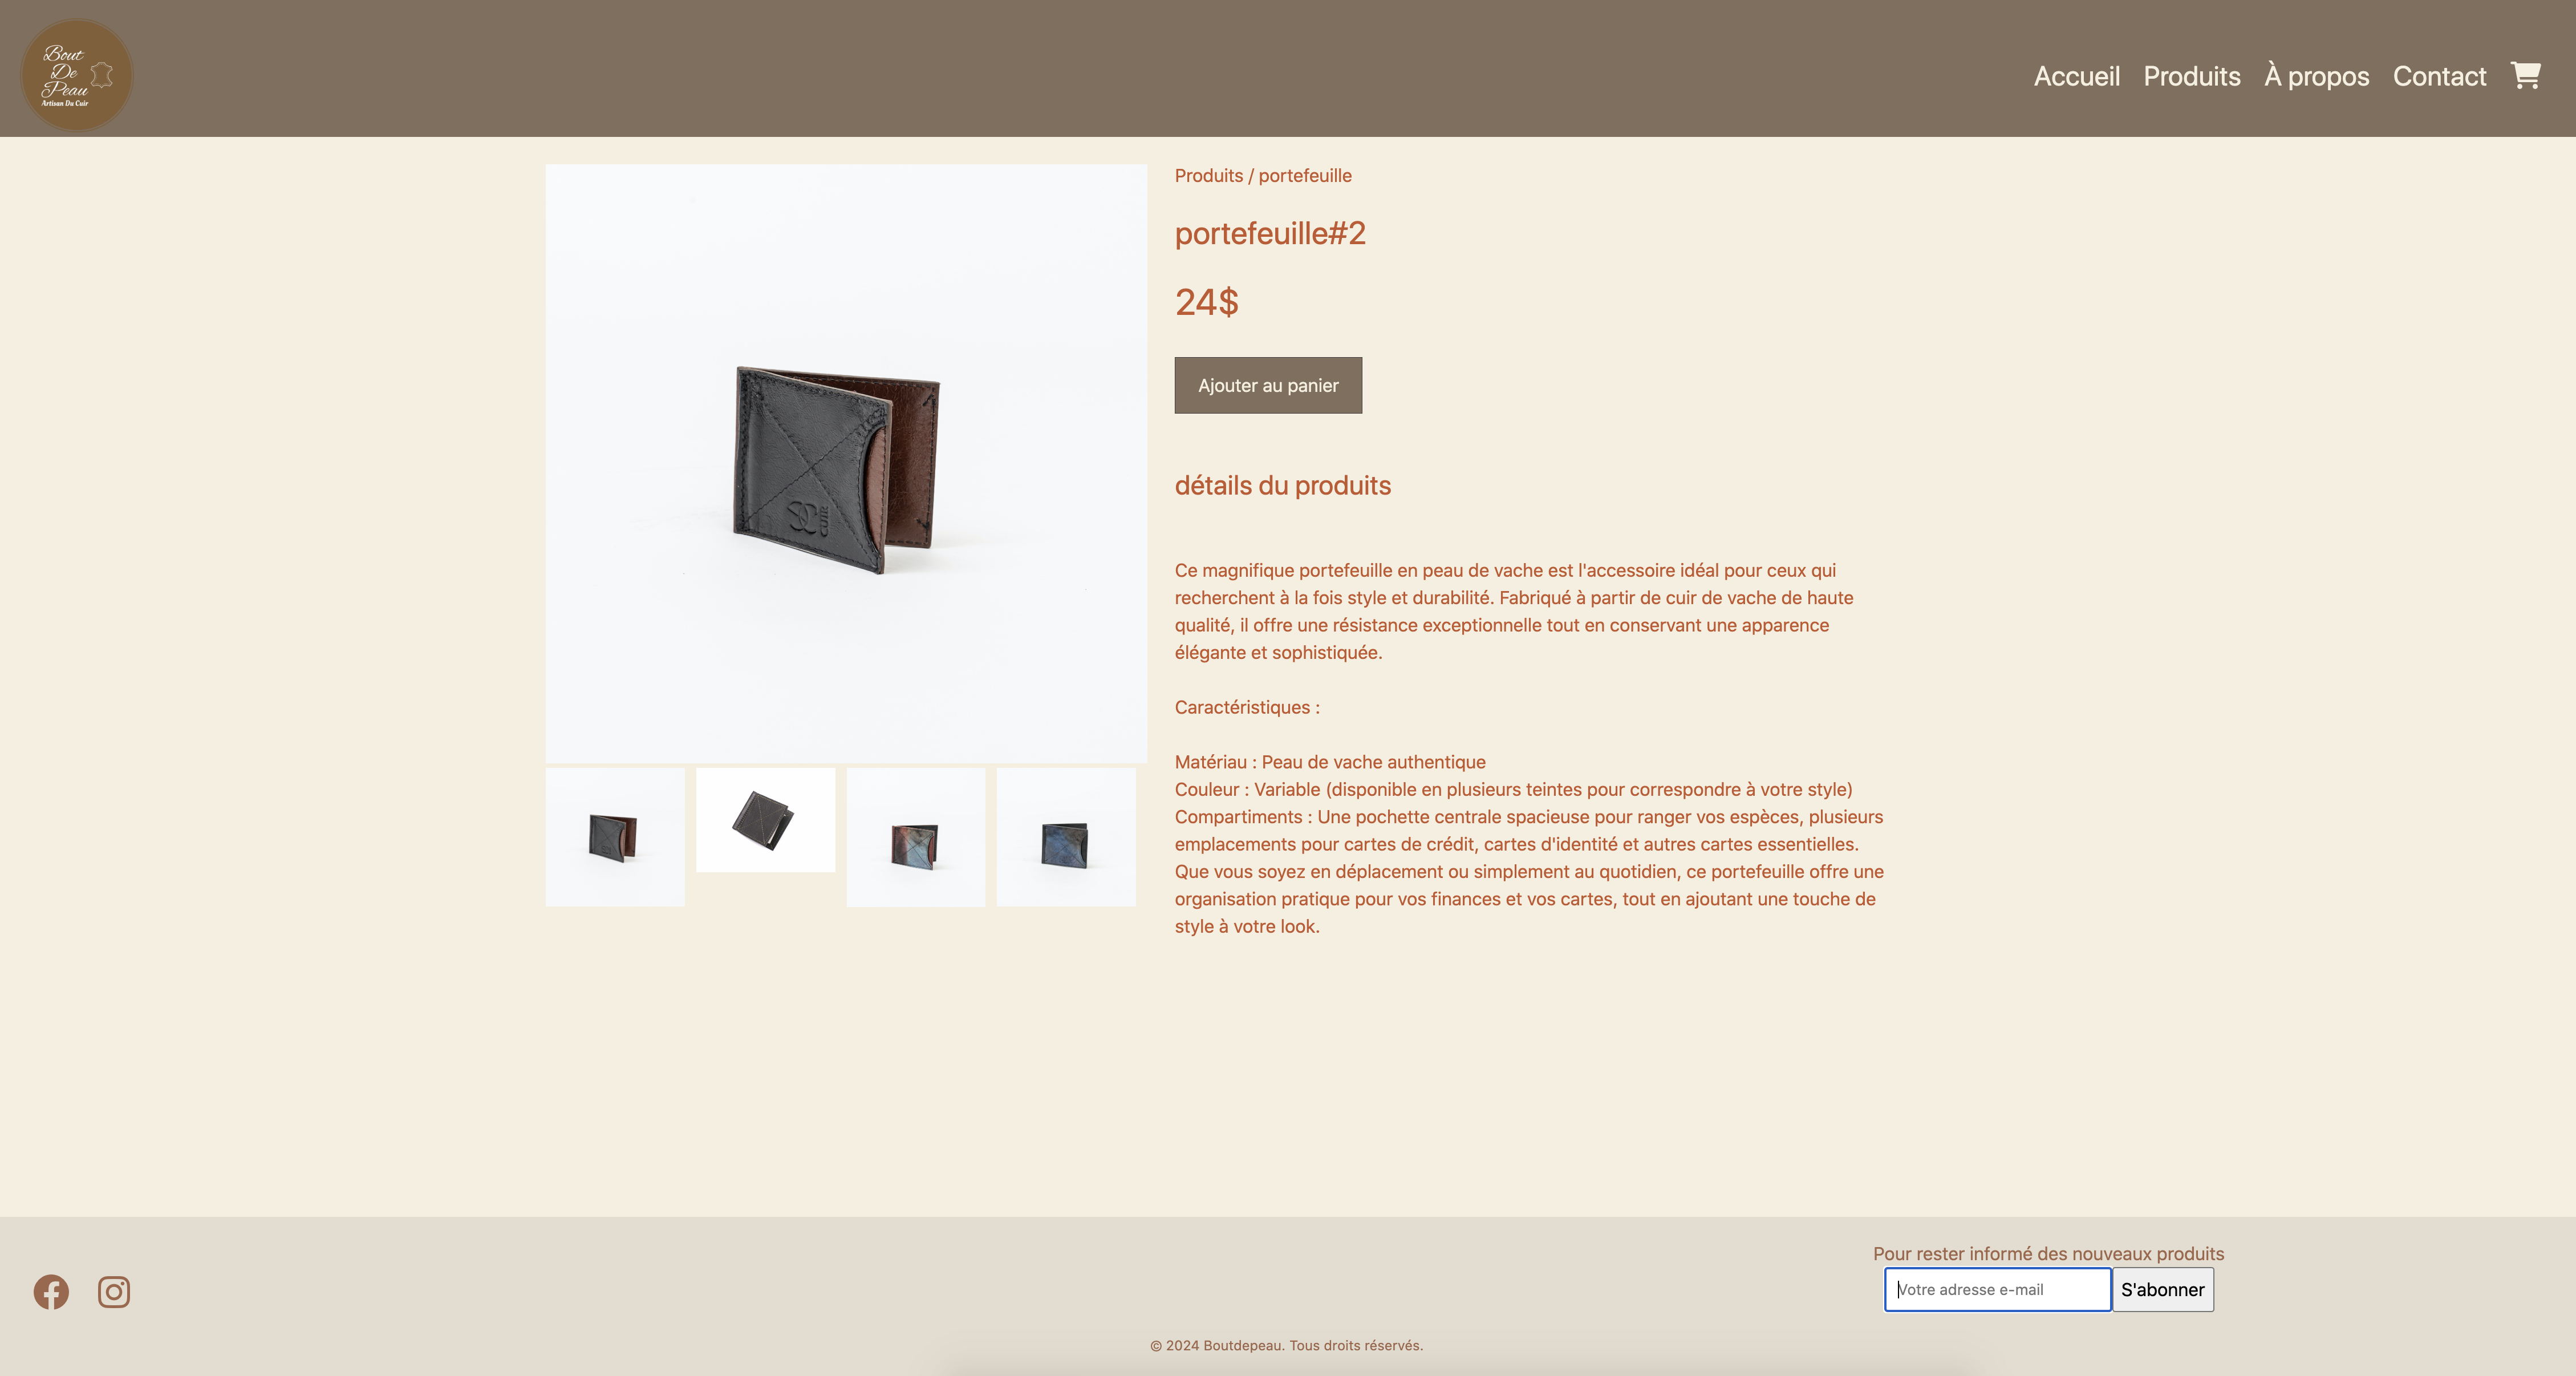 Bout
De
Peau
Artisan Du Cuir
Accueil Produits À propos Contact
Produits / portefeuille
portefeuille#2
24$
Ajouter au panier
CUIR
détails du produits
Ce magnifique portefeuille en peau de vache est l'accessoire idéal pour ceux qui
recherchent à la fois style et durabilité. Fabriqué à partir de cuir de vache de haute
qualité, il offre une résistance exceptionnelle tout en conservant une apparence
élégante et sophistiquée.
Caractéristiques :
Matériau : Peau de vache authentique
Couleur : Variable (disponible en plusieurs teintes pour correspondre à votre style)
Compartiments : Une pochette centrale spacieuse pour ranger vos espèces, plusieurs
emplacements pour cartes de crédit, cartes d'identité et autres cartes essentielles.
Que vous soyez en déplacement ou simplement au quotidien, ce portefeuille offre une
organisation pratique pour vos finances et vos cartes, tout en ajoutant une touche de
style à votre look.
Pour rester informé des nouveaux produits
Votre adresse e-mail S'abonner
© 2024 Boutdepeau. Tous droits réservés.